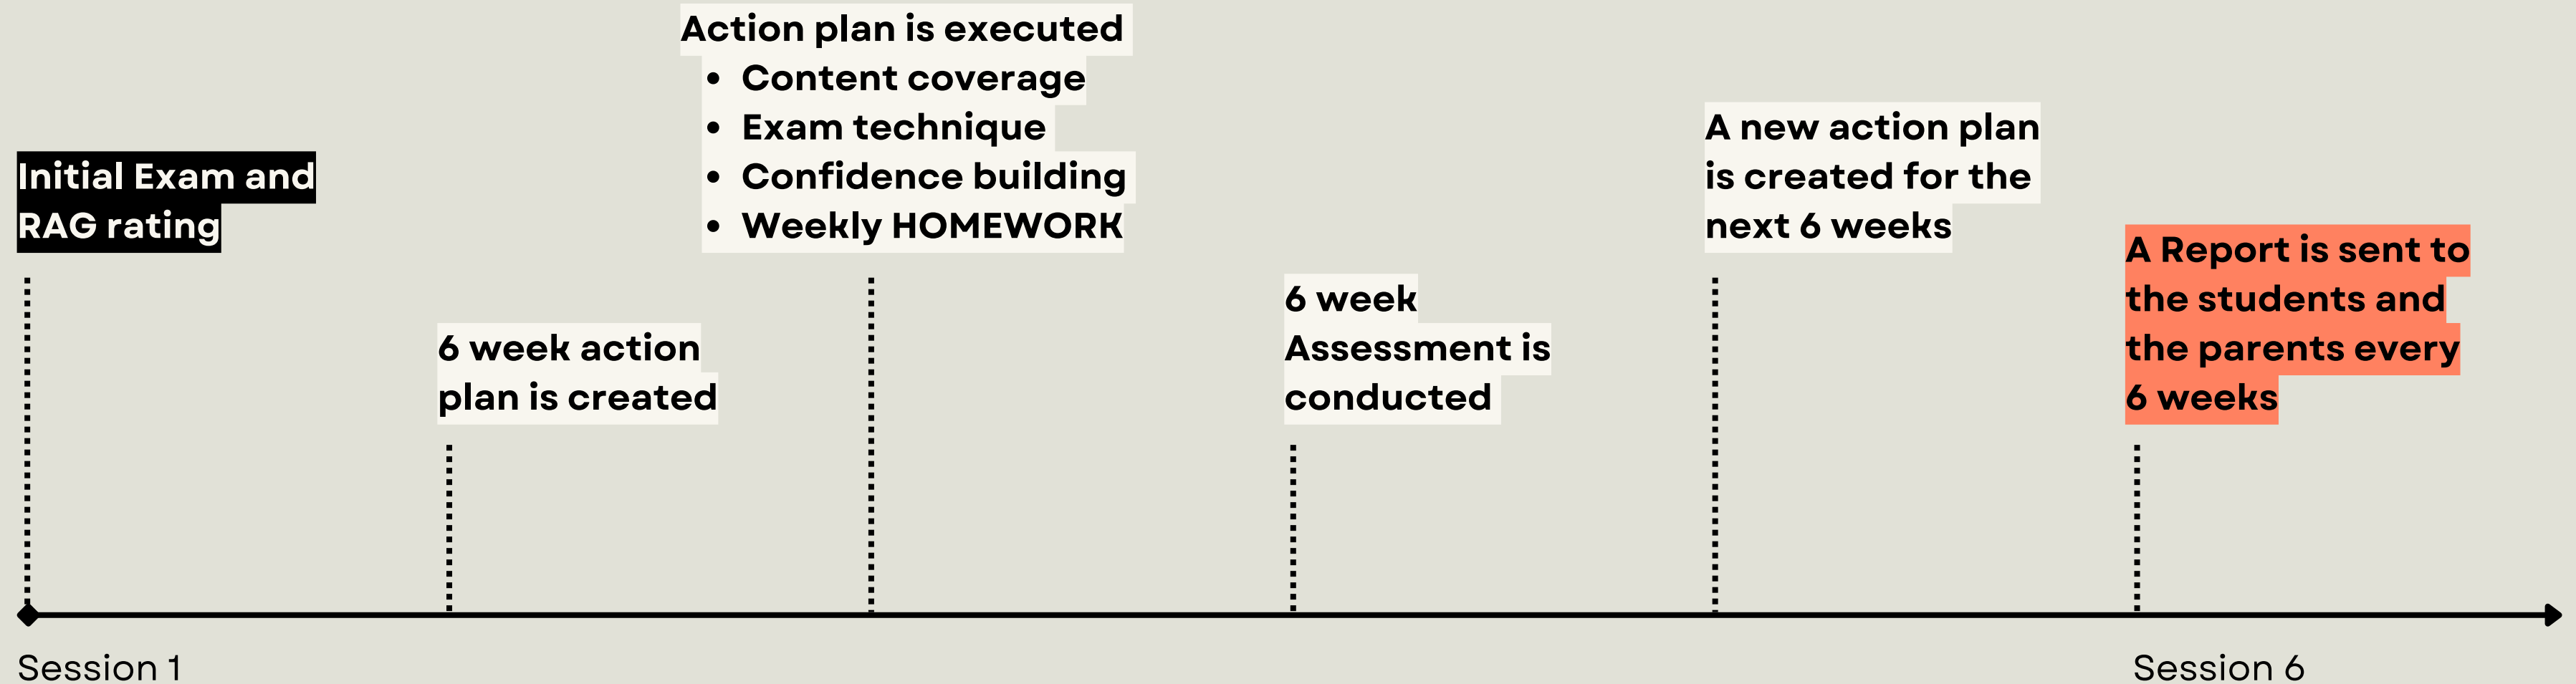 Initial Exam and
RAG rating
6 week action
plan is created
Action plan is executed
• Content coverage
• Exam technique
• Confidence building
• Weekly HOMEWORK
6 week
Assessment is
conducted
A new action plan
is created for the
next 6 weeks
A Report is sent to
the students and
the parents every
6 weeks
Session 1
Session 6